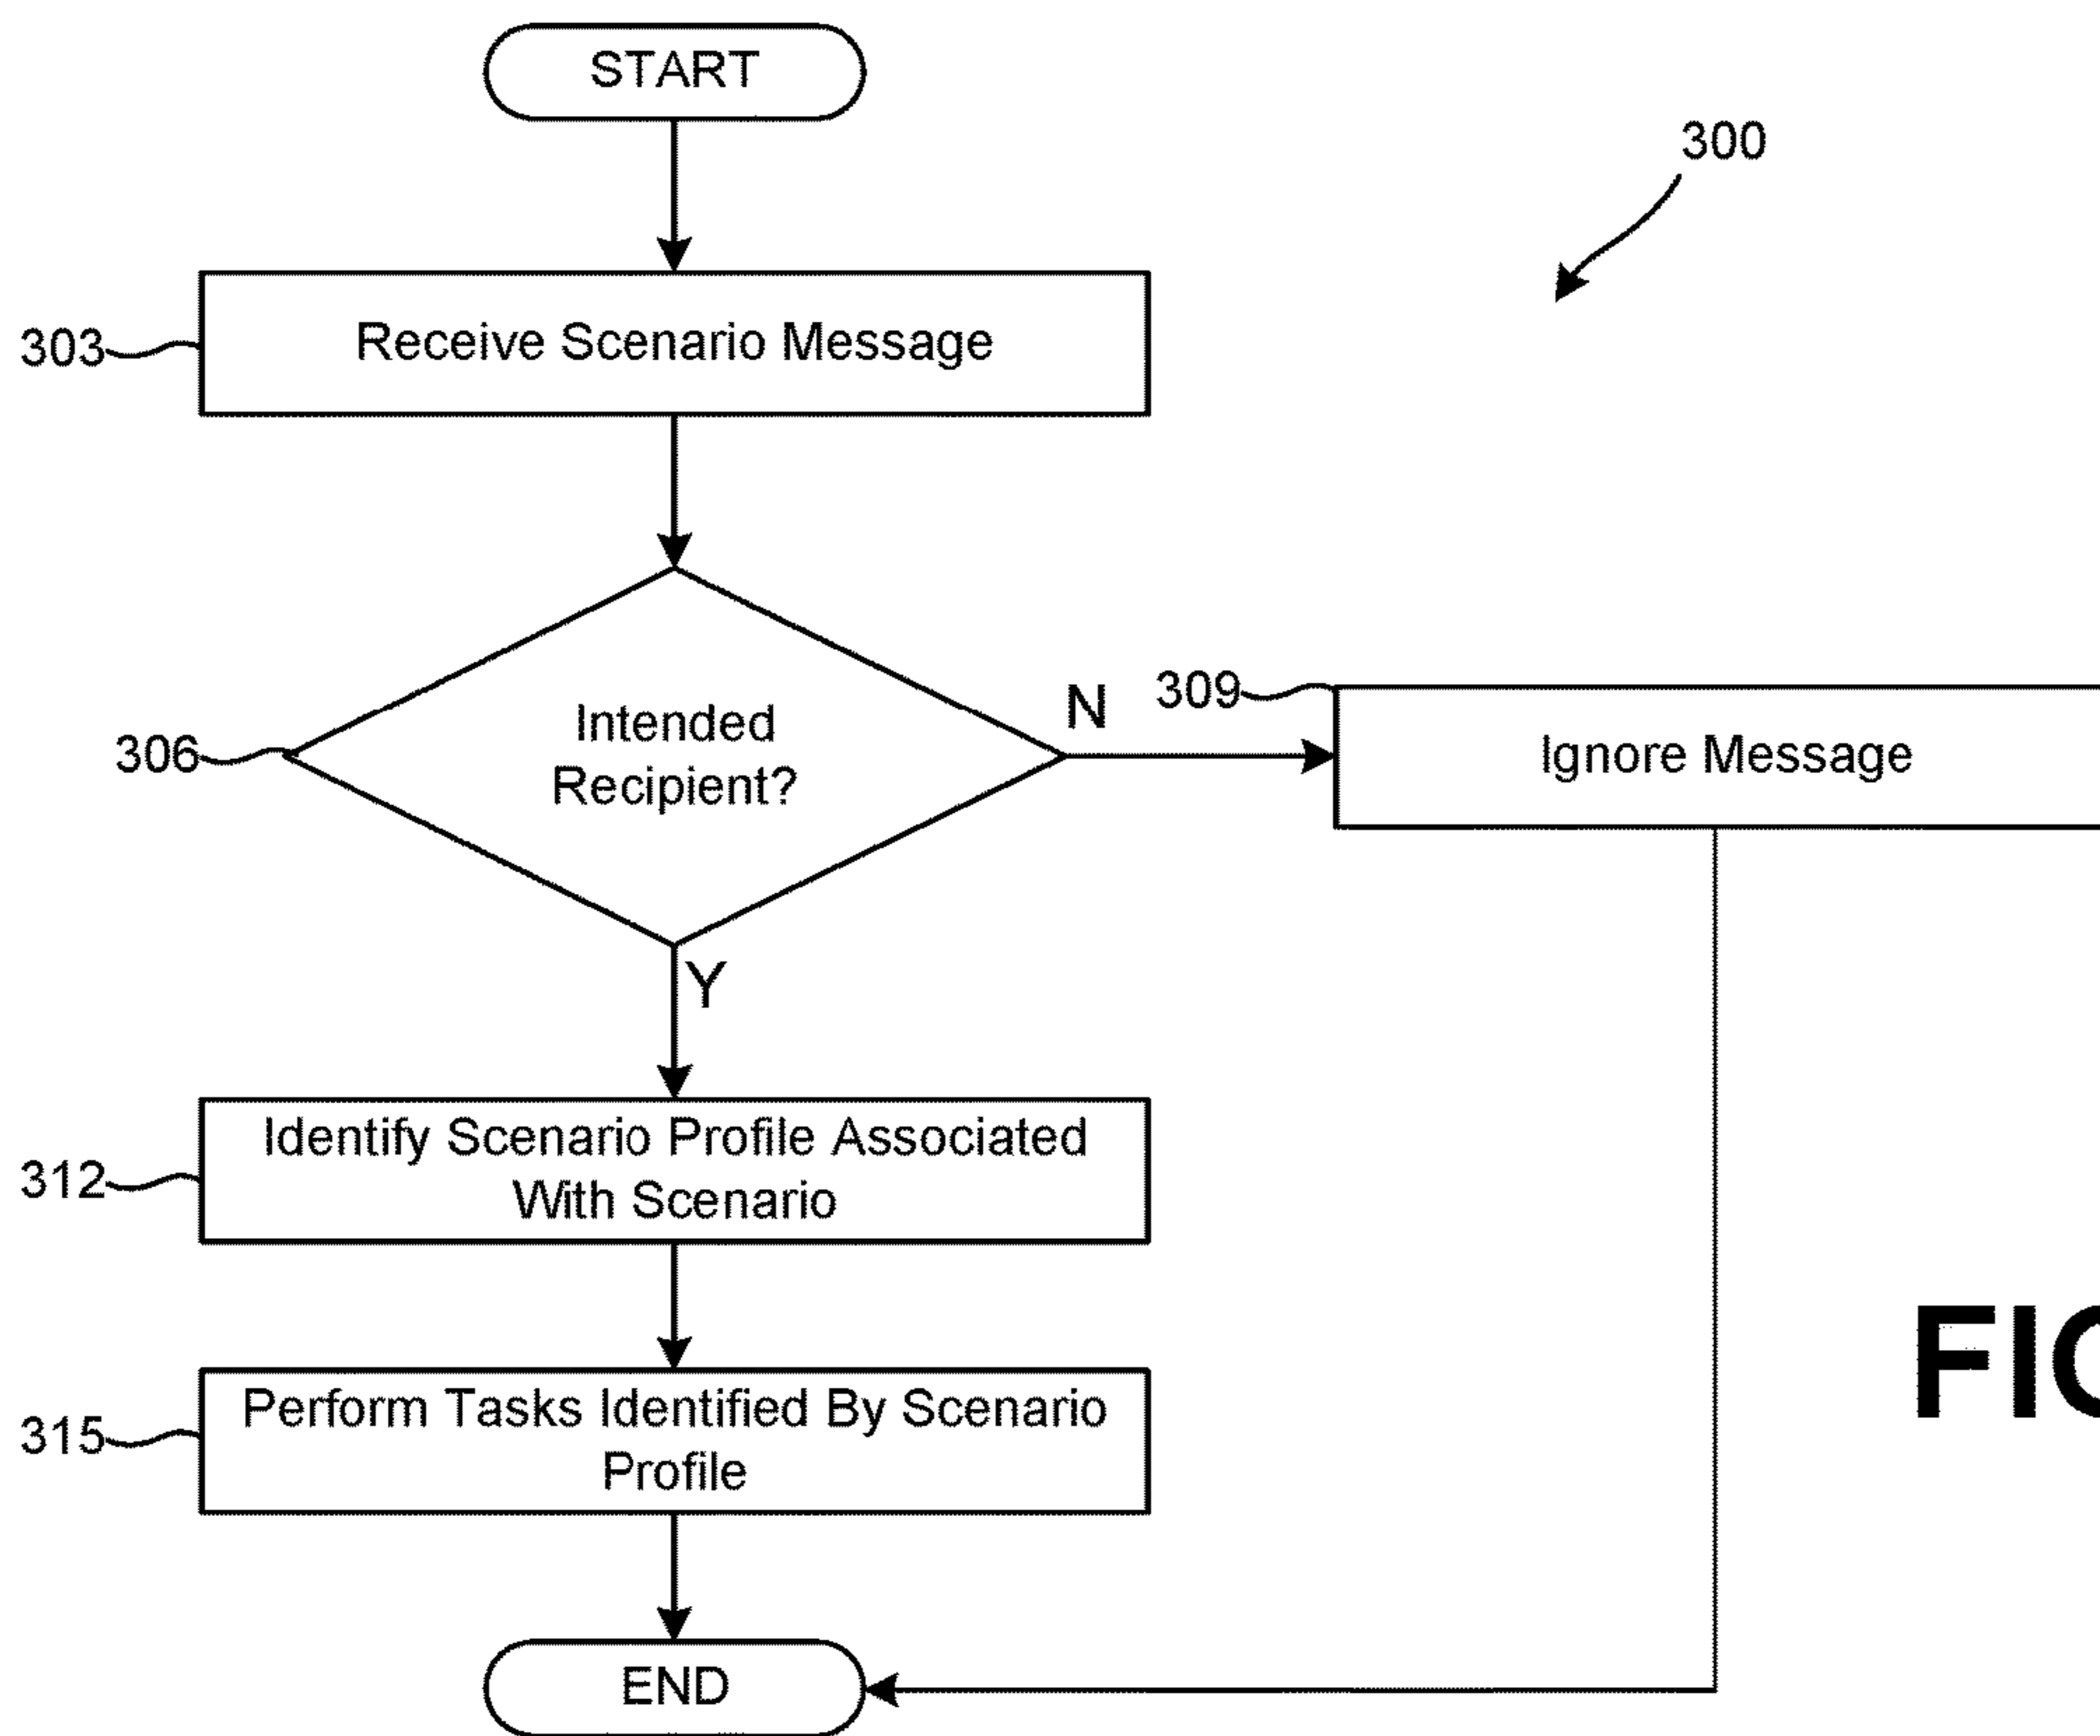 START
300
303
Receive Scenario Message
306
Intended
Recipient?
N
309
Ignore Message
Y
312
Identify Scenario Profile Associated
With Scenario
315
Perform Tasks Identified By Scenario
Profile
END